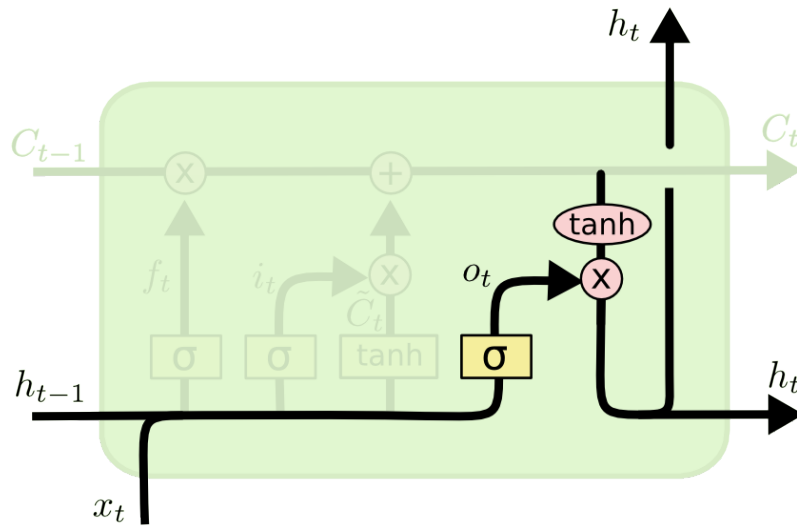 h_t
C_{t-1}
C_t
x
+
tanh
f_t
i_t
x
o_t
x
C̃_t
σ
σ
tanh
σ
h_{t-1}
h_t
x_t